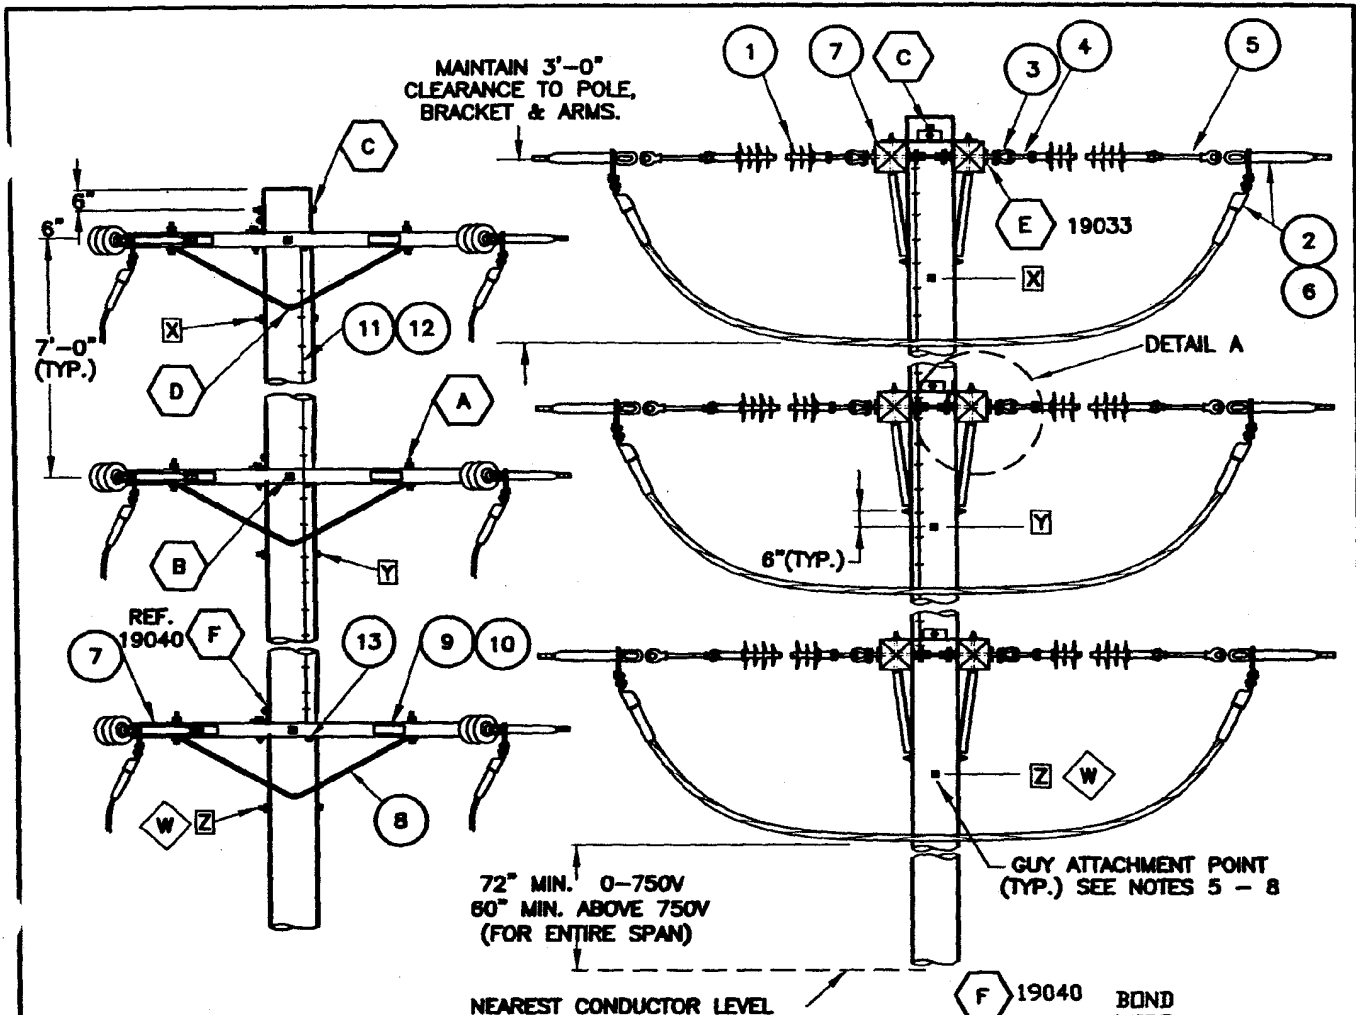 MAINTAIN 3'-0"
CLEARANCE TO POLE,
BRACKET & ARMS.
1
7
C
3
4
5
C
6"
6"
E 19033
2
6
X
X
11 12
7'-0"
(TYP.)
DETAIL A
D
A
B
Y
Y
6"(TYP.)
REF.
19040 F
13
9 10
7
Z W
W Z
8
GUY ATTACHMENT POINT
(TYP.) SEE NOTES 5 - 8
72" MIN. 0-750V
60" MIN. ABOVE 750V
(FOR ENTIRE SPAN)
NEAREST CONDUCTOR LEVEL
F 19040 BOND